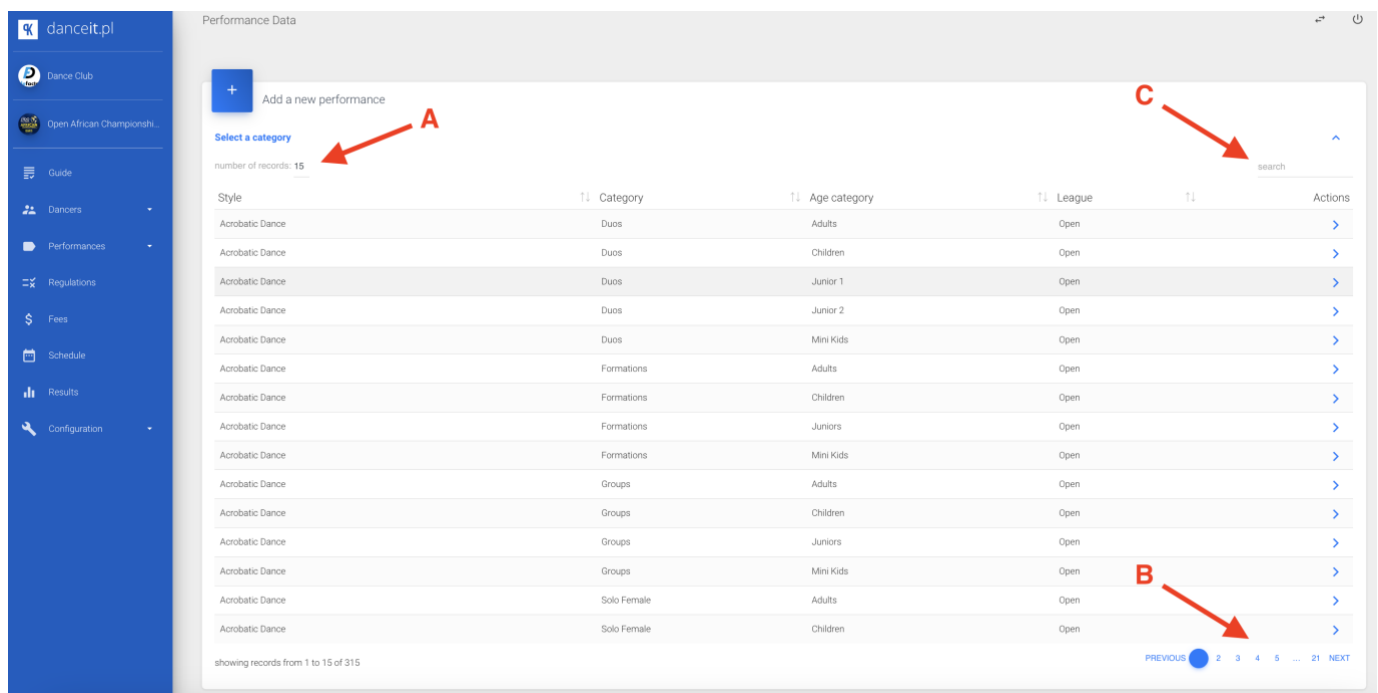 danceit.pl
Performance Data
Dance Club
Open African Championshi...
Guide
Dancers
Performances
Regulations
Fees
Schedule
Results
Configuration
+ Add a new performance
A
C
Select a category
number of records: 15
search
Style Category Age category League Actions
Acrobatic Dance Duos Adults Open
Acrobatic Dance Duos Children Open
Acrobatic Dance Duos Junior 1 Open
Acrobatic Dance Duos Junior 2 Open
Acrobatic Dance Duos Mini Kids Open
Acrobatic Dance Formations Adults Open
Acrobatic Dance Formations Children Open
Acrobatic Dance Formations Juniors Open
Acrobatic Dance Formations Mini Kids Open
Acrobatic Dance Groups Adults Open
Acrobatic Dance Groups Children Open
Acrobatic Dance Groups Juniors Open
Acrobatic Dance Groups Mini Kids Open
B
Acrobatic Dance Solo Female Adults Open
Acrobatic Dance Solo Female Children Open
showing records from 1 to 15 of 315
PREVIOUS 2 3 4 5 ... 21 NEXT